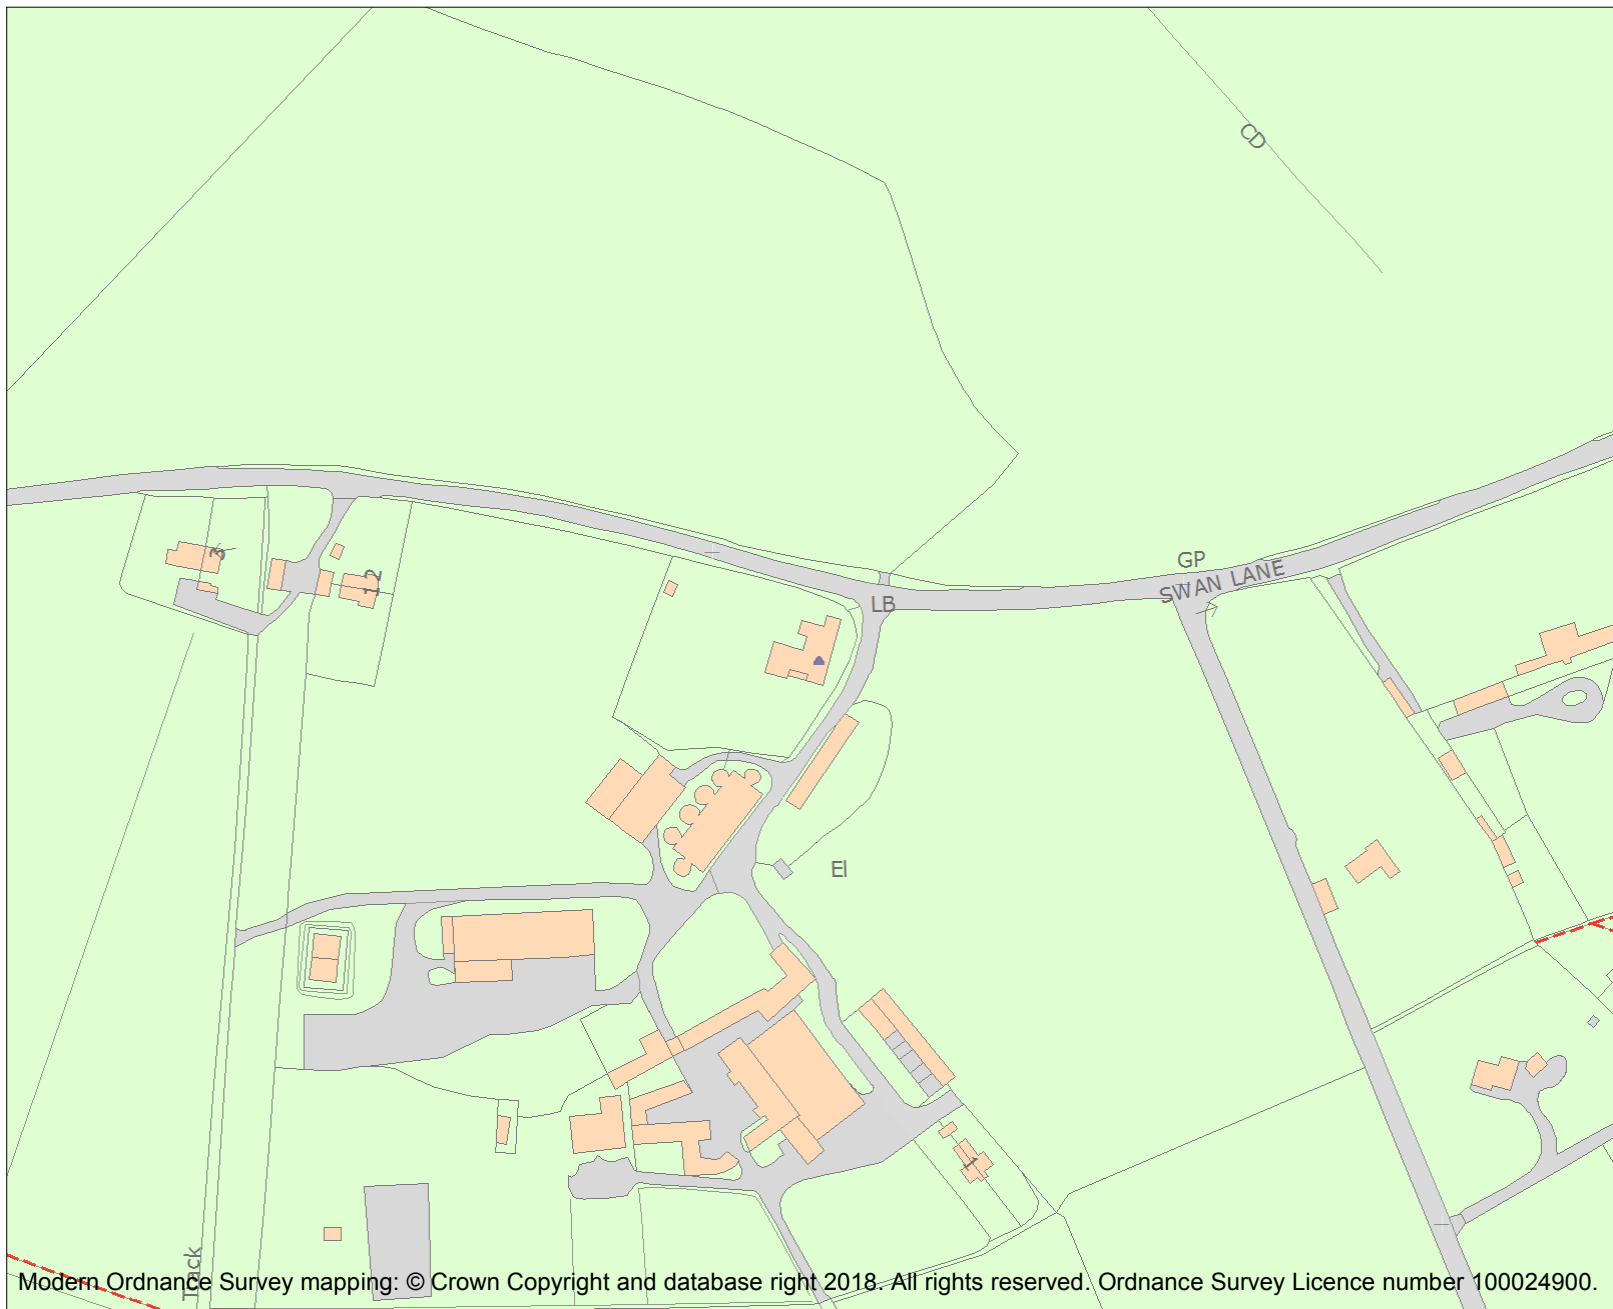 CD
GP
SWAN LANE
3
12
LB
El
1
Track
Modern Ordnance Survey mapping: © Crown Copyright and database right 2018. All rights reserved. Ordnance Survey Licence number 100024900.